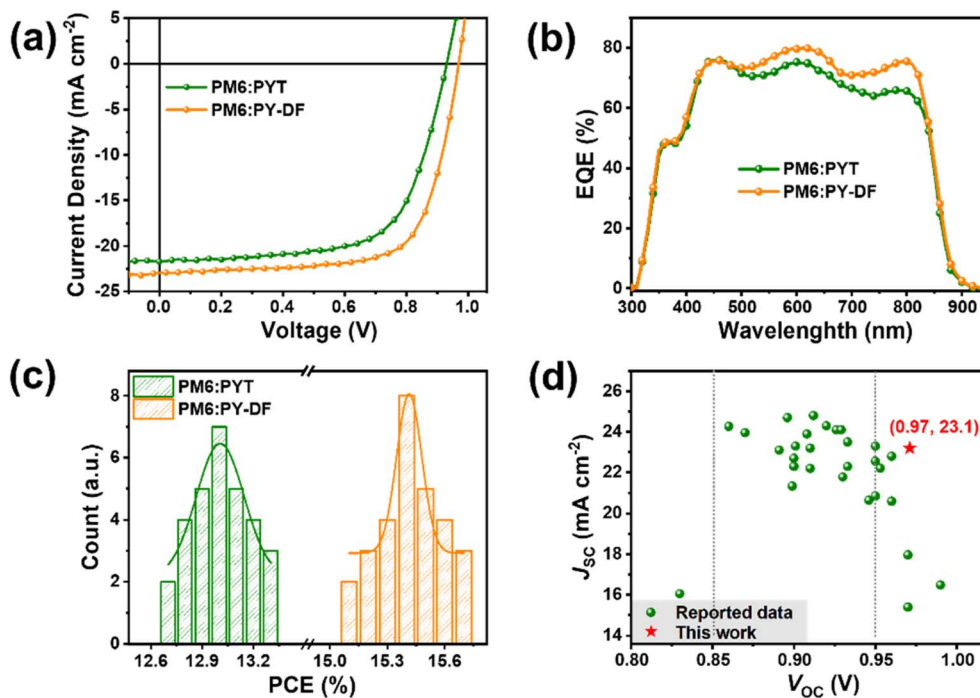 (a)
Current Density (mA cm⁻²)
5
0
-5
-10
-15
-20
-25
PM6:PYT
PM6:PY-DF
0.0 0.2 0.4 0.6 0.8 1.0
Voltage (V)
(b)
EQE (%)
80
60
40
20
0
PM6:PYT
PM6:PY-DF
300 400 500 600 700 800 900
Wavelenghth (nm)
(c)
Count (a.u.)
8
6
4
2
0
PM6:PYT
PM6:PY-DF
12.6 12.9 13.2 15.0 15.3 15.6
PCE (%)
(d)
J_SC (mA cm⁻²)
26
24
22
20
18
16
14
(0.97, 23.1)
Reported data
This work
0.80 0.85 0.90 0.95 1.00
V_OC (V)